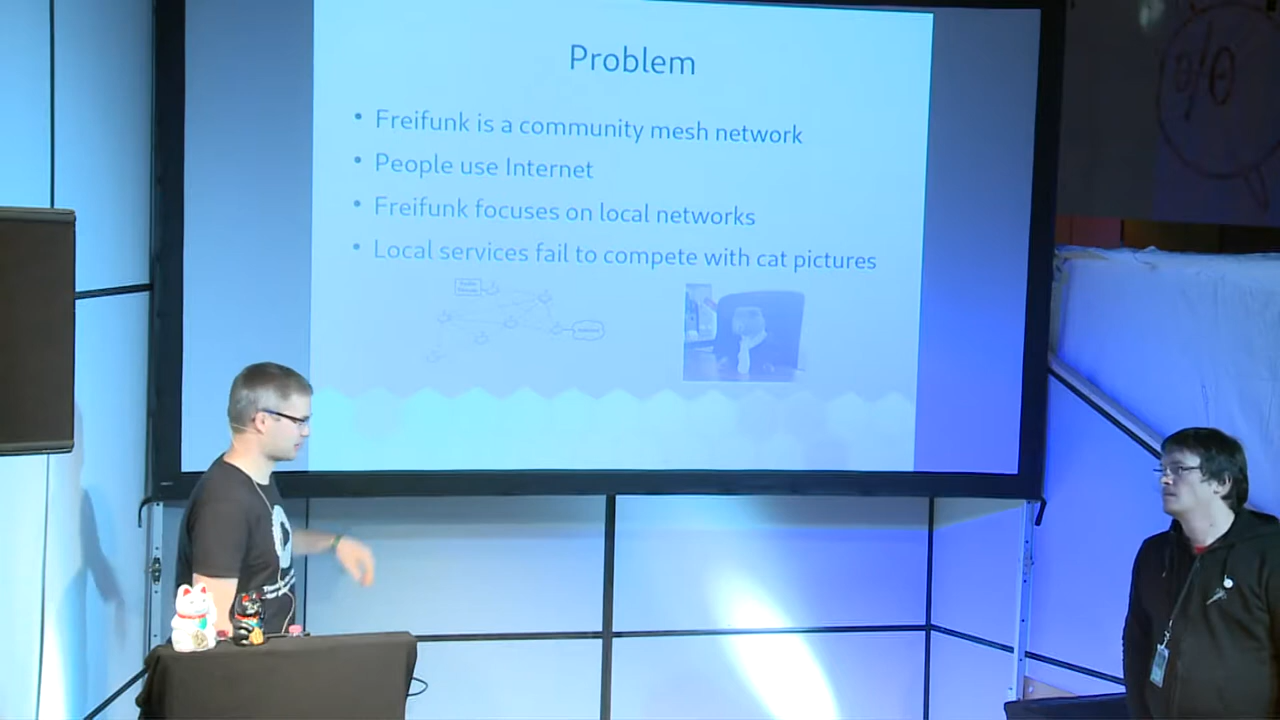 Problem
• Freifunk is a community mesh network
• People use Internet
• Freifunk focuses on local networks
• Local services fail to compete with cat pictures